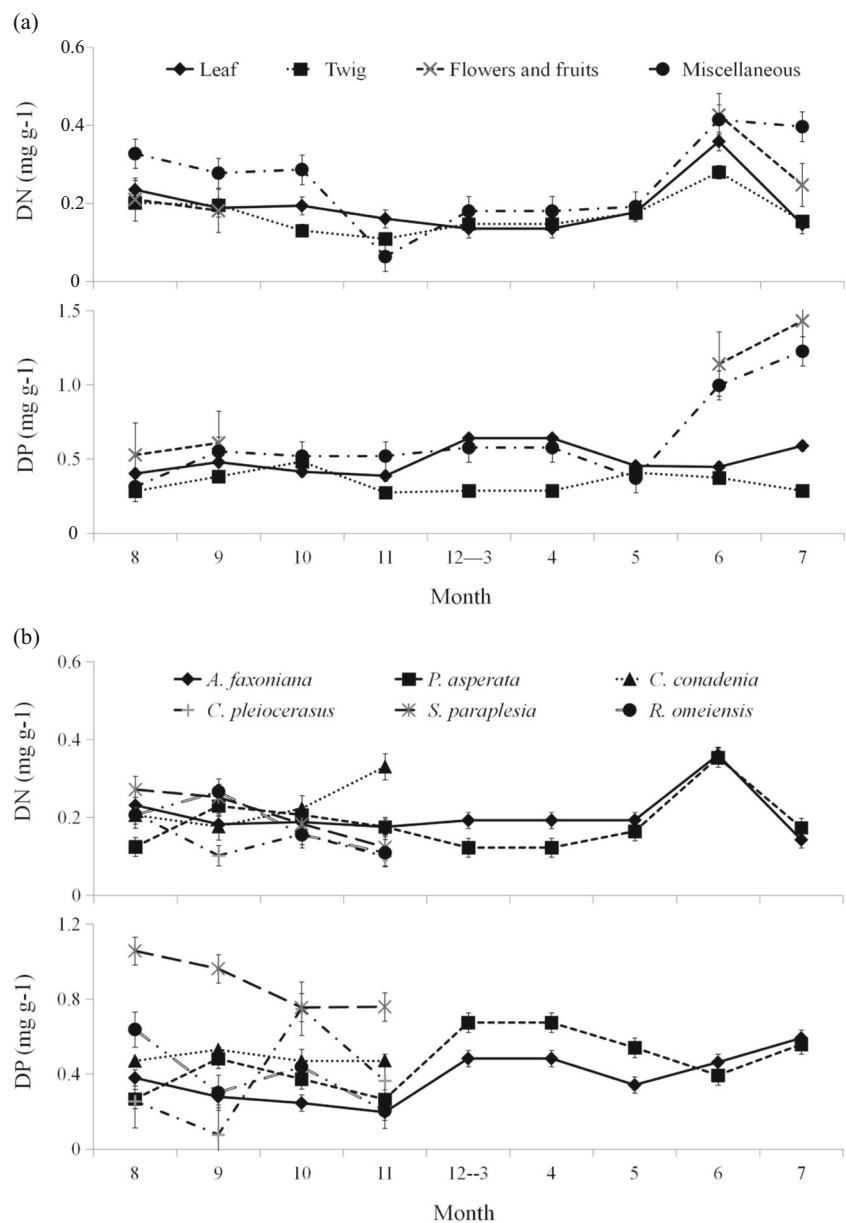 (a)
0.6
Leaf Twig Flowers and fruits Miscellaneous
0.4
DN (mg g-1)
0.2
0
1.5
1.0
DP (mg g-1)
0.5
0
8 9 10 11 12—3 4 5 6 7
Month
(b)
0.6
A. faxoniana P. asperata C. conadenia
C. pleiocerasus S. paraplesia R. omeiensis
0.4
DN (mg g-1)
0.2
0
1.2
0.8
DP (mg g-1)
0.4
0
8 9 10 11 12--3 4 5 6 7
Month